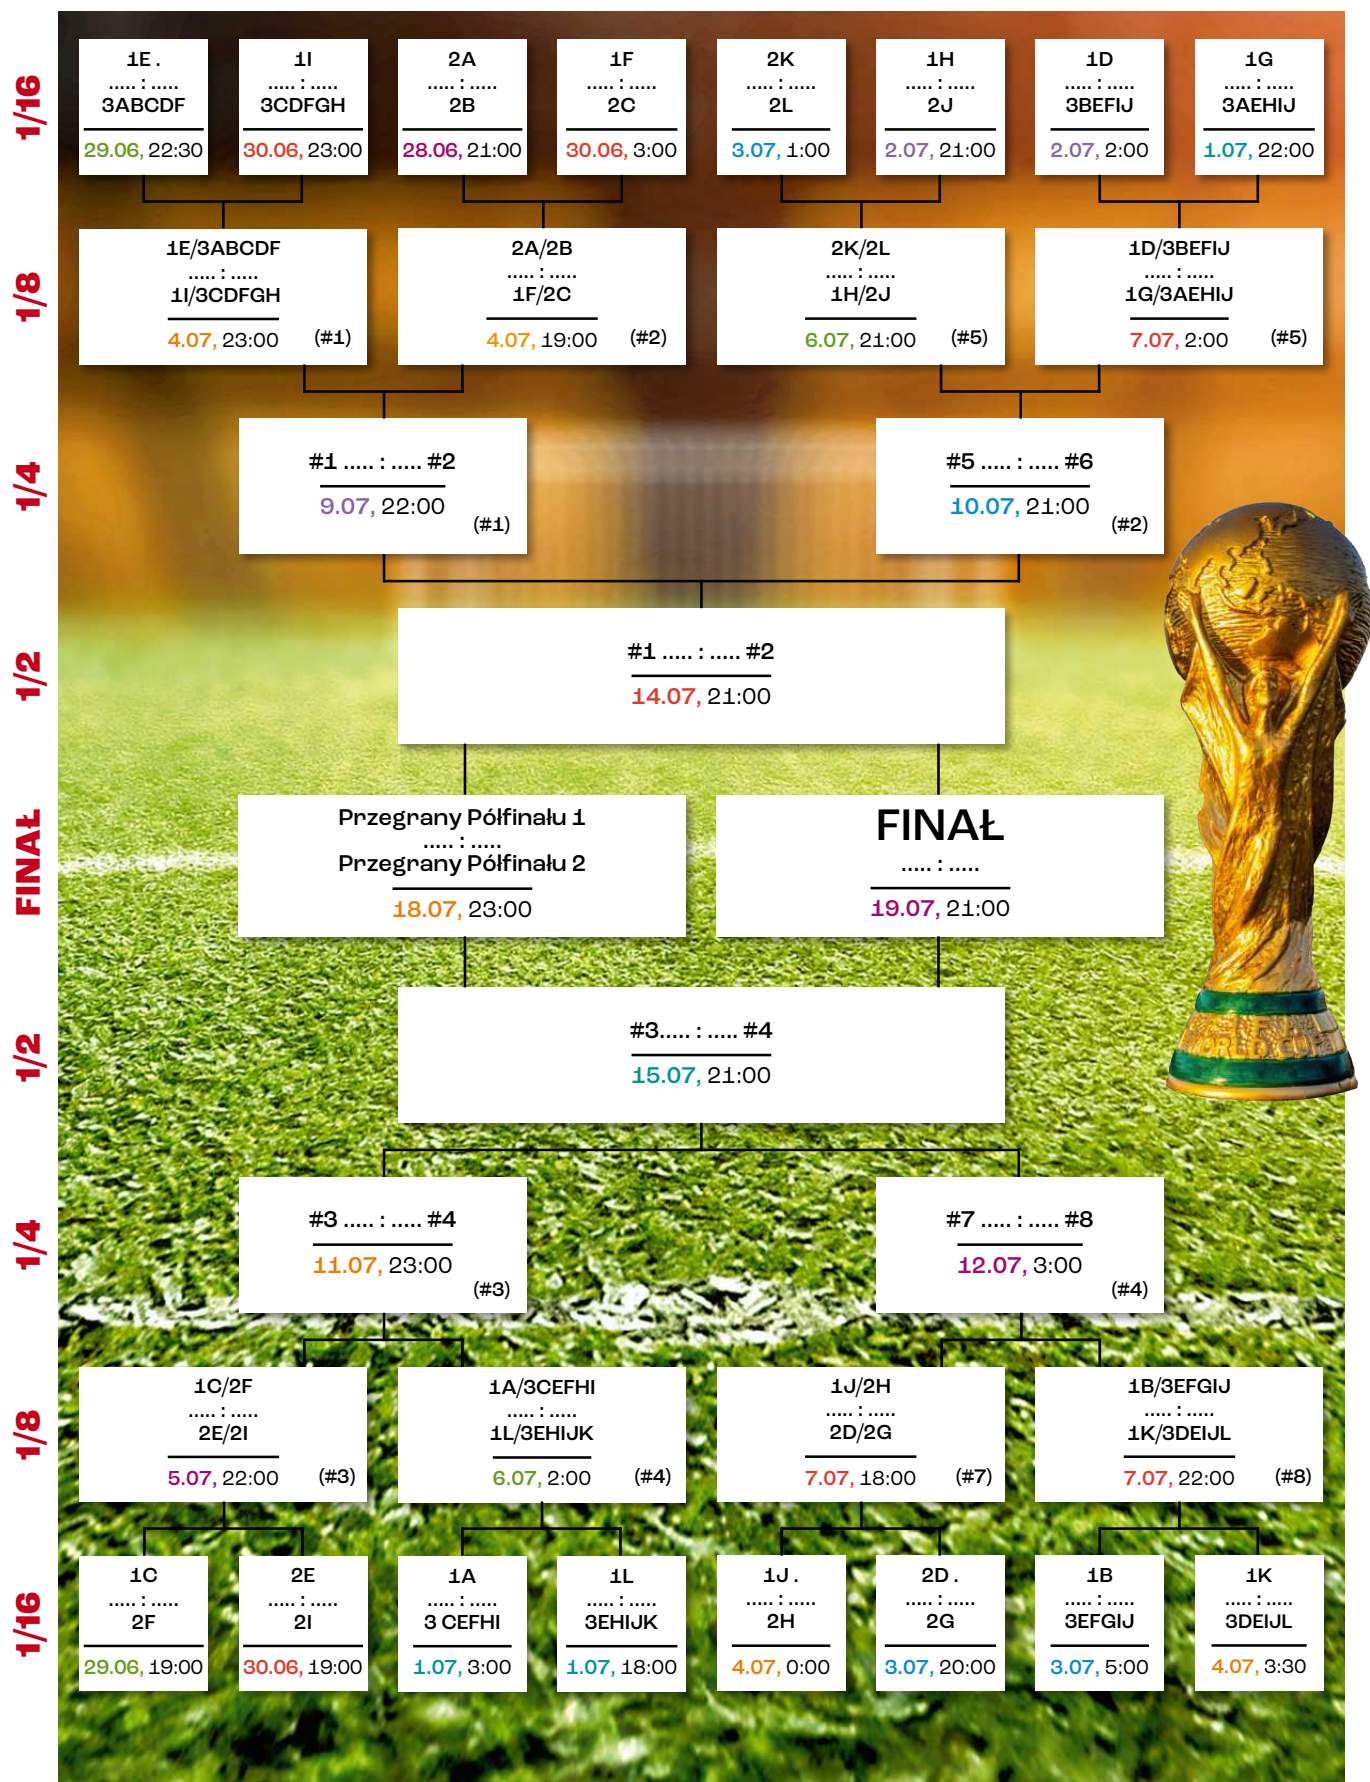 1/16
1E .
..... : .....
3ABCDF
29.06, 22:30
1I
..... : .....
3CDFGH
30.06, 23:00
2A
..... : .....
2B
28.06, 21:00
1F
..... : .....
2C
30.06, 3:00
2K
..... : .....
2L
3.07, 1:00
1H
..... : .....
2J
2.07, 21:00
1D
..... : .....
3BEFIJ
2.07, 2:00
1G
..... : .....
3AEHIJ
1.07, 22:00
1/8
1E/3ABCDF
..... : .....
1I/3CDFGH
4.07, 23:00 (#1)
2A/2B
..... : .....
1F/2C
4.07, 19:00 (#2)
2K/2L
..... : .....
1H/2J
6.07, 21:00 (#5)
1D/3BEFIJ
..... : .....
1G/3AEHIJ
7.07, 2:00 (#5)
1/4
#1 ..... : ..... #2
9.07, 22:00
(#1)
#5 ..... : ..... #6
10.07, 21:00
(#2)
1/2
#1 ..... : ..... #2
14.07, 21:00
FINAŁ
Przegrany Półfinału 1
..... : .....
Przegrany Półfinału 2
18.07, 23:00
FINAŁ
..... : .....
19.07, 21:00
1/2
#3..... : ..... #4
15.07, 21:00
WORLD CUP
1/4
#3 ..... : ..... #4
11.07, 23:00
(#3)
#7 ..... : ..... #8
12.07, 3:00
(#4)
1/8
1C/2F
..... : .....
2E/2I
5.07, 22:00 (#3)
1A/3CEFHI
..... : .....
1L/3EHIJK
6.07, 2:00 (#4)
1J/2H
..... : .....
2D/2G
7.07, 18:00 (#7)
1B/3EFGIJ
..... : .....
1K/3DEIJL
7.07, 22:00 (#8)
1/16
1C
..... : .....
2F
29.06, 19:00
2E
..... : .....
2I
30.06, 19:00
1A
..... : .....
3 CEFHI
1.07, 3:00
1L
..... : .....
3EHIJK
1.07, 18:00
1J .
..... : .....
2H
4.07, 0:00
2D .
..... : .....
2G
3.07, 20:00
1B
..... : .....
3EFGIJ
3.07, 5:00
1K
..... : .....
3DEIJL
4.07, 3:30